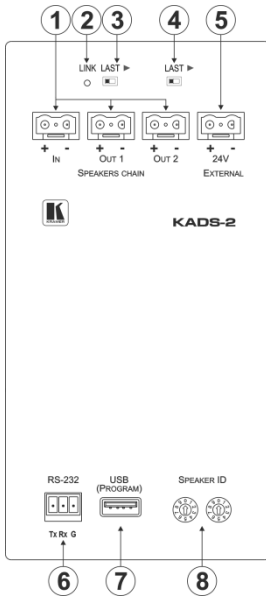 1 2 3 4 5
LINK LAST ► LAST ►
+ - + - + - + -
IN OUT 1 OUT 2 24V
SPEAKERS CHAIN EXTERNAL
KRAMER KADS-2
RS-232 USB SPEAKER ID
(PROGRAM)
Tx Rx G
6 7 8